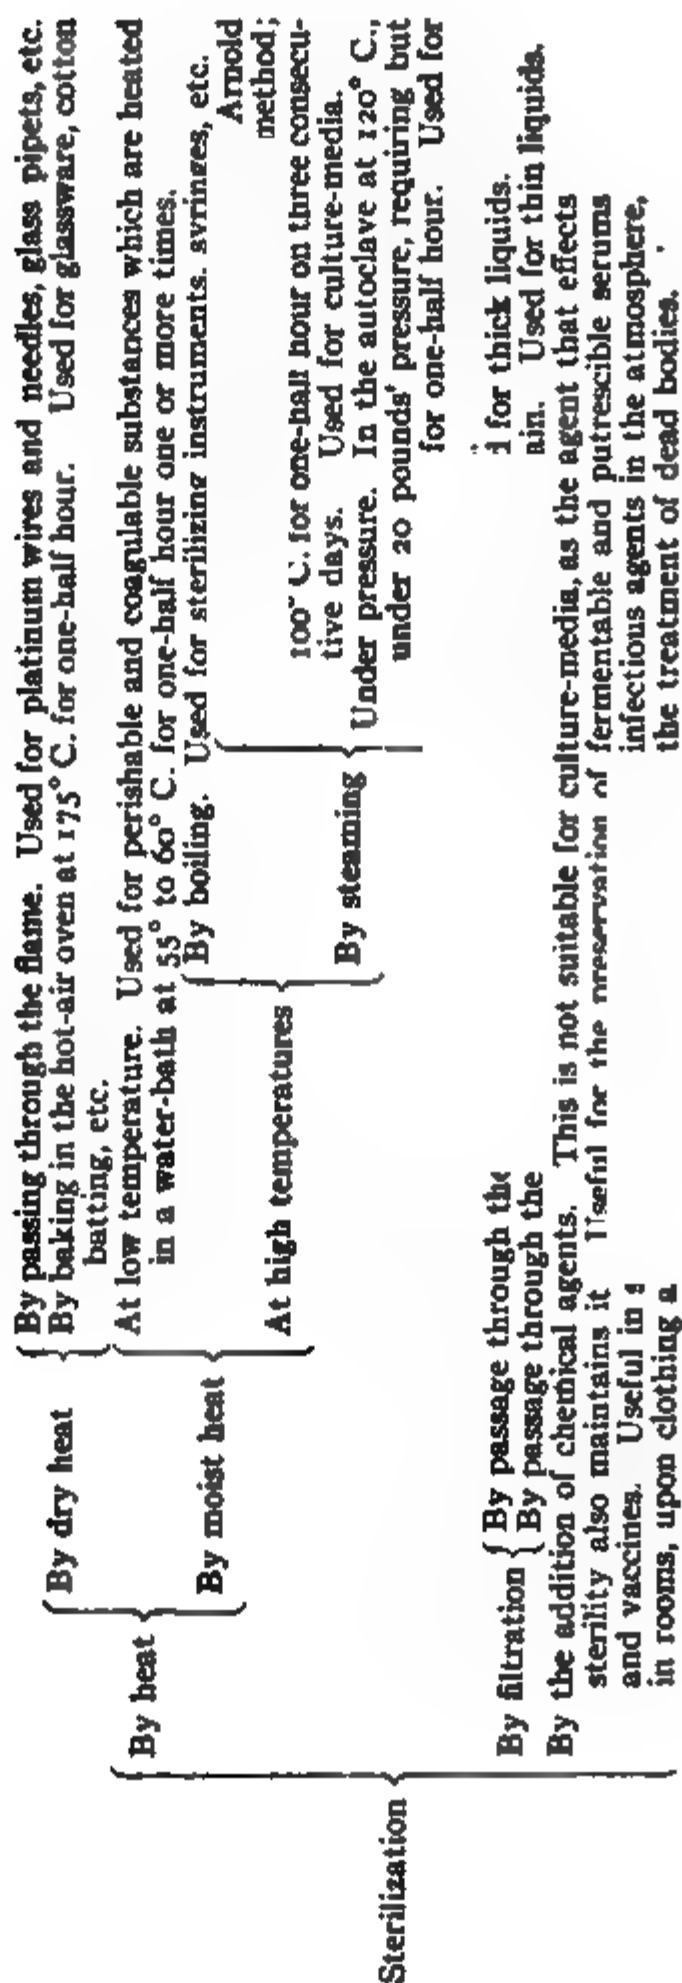 Sterilization
By heat
By dry heat
By passing through the flame. Used for platinum wires and needles, glass pipets, etc.
By baking in the hot-air oven at 175° C. for one-half hour. Used for glassware, cotton
batting, etc.
By moist heat
At low temperature. Used for perishable and coagulable substances which are heated
in a water-bath at 55° to 60° C. for one-half hour one or more times.
At high temperatures
By boiling. Used for sterilizing instruments, syringes, etc.
By steaming
Arnold
method;
100° C. for one-half hour on three consecu-
tive days. Used for culture-media.
Under pressure. In the autoclave at 120° C.,
under 20 pounds' pressure, requiring but
for one-half hour. Used for
By filtration
By passage through the
for thick liquids.
By passage through the
Used for thin liquids.
By the addition of chemical agents. This is not suitable for culture-media, as the agent that effects
sterility also maintains it Useful for the preservation of fermentable and putrescible serums
and vaccines. Useful in infectious agents in the atmosphere,
in rooms, upon clothing the treatment of dead bodies.